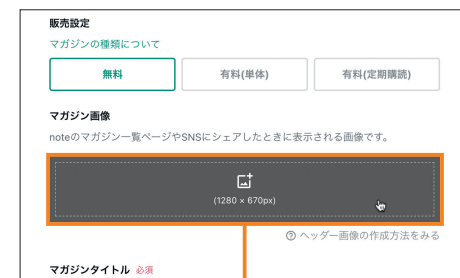 販売設定
マガジンの種類について
無料 有料(単体) 有料(定期購読)
マガジン画像
noteのマガジン一覧ページやSNSにシェアしたときに表示される画像です。
(1280 × 670px)
? ヘッダー画像の作成方法をみる
マガジンタイトル 必須